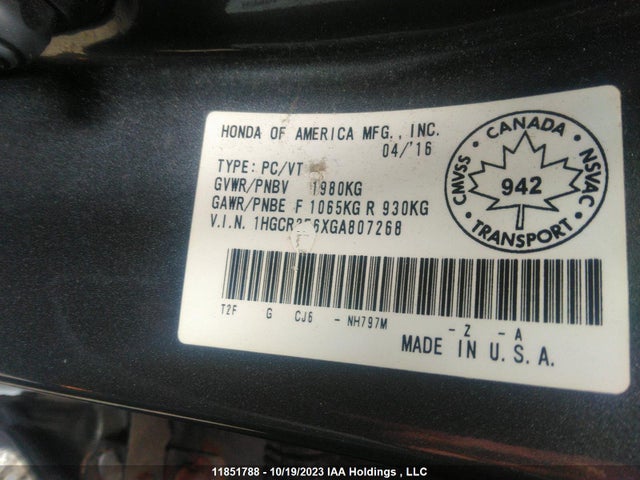 HONDA OF AMERICA MFG., INC.
04/'16
TYPE: PC/VT
GVWR/PNBV 1980KG
GAWR/PNBE F 1065KG R 930KG
V.I.N.
CANADA
CMVSS
942
NSVAC
TRANSPORT
T2F G CJ6 - NH797M - Z - A
MADE IN U.S.A.
11851788 - 10/19/2023 IAA Holdings , LLC